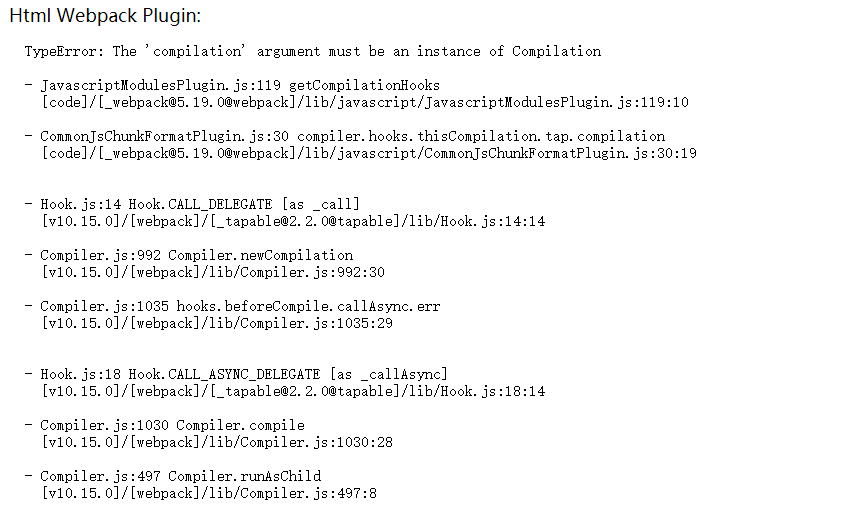 Html Webpack Plugin:
TypeError: The 'compilation' argument must be an instance of Compilation
- JavascriptModulesPlugin.js:119 getCompilationHooks
[code]/[_webpack@5.19.0@webpack]/lib/javascript/JavascriptModulesPlugin.js:119:10
- CommonJsChunkFormatPlugin.js:30 compiler.hooks.thisCompilation.tap.compilation
[code]/[_webpack@5.19.0@webpack]/lib/javascript/CommonJsChunkFormatPlugin.js:30:19
- Hook.js:14 Hook.CALL_DELEGATE [as _call]
[v10.15.0]/[webpack]/[_tapable@2.2.0@tapable]/lib/Hook.js:14:14
- Compiler.js:992 Compiler.newCompilation
[v10.15.0]/[webpack]/lib/Compiler.js:992:30
- Compiler.js:1035 hooks.beforeCompile.callAsync.err
[v10.15.0]/[webpack]/lib/Compiler.js:1035:29
- Hook.js:18 Hook.CALL_ASYNC_DELEGATE [as _callAsync]
[v10.15.0]/[webpack]/[_tapable@2.2.0@tapable]/lib/Hook.js:18:14
- Compiler.js:1030 Compiler.compile
[v10.15.0]/[webpack]/lib/Compiler.js:1030:28
- Compiler.js:497 Compiler.runAsChild
[v10.15.0]/[webpack]/lib/Compiler.js:497:8